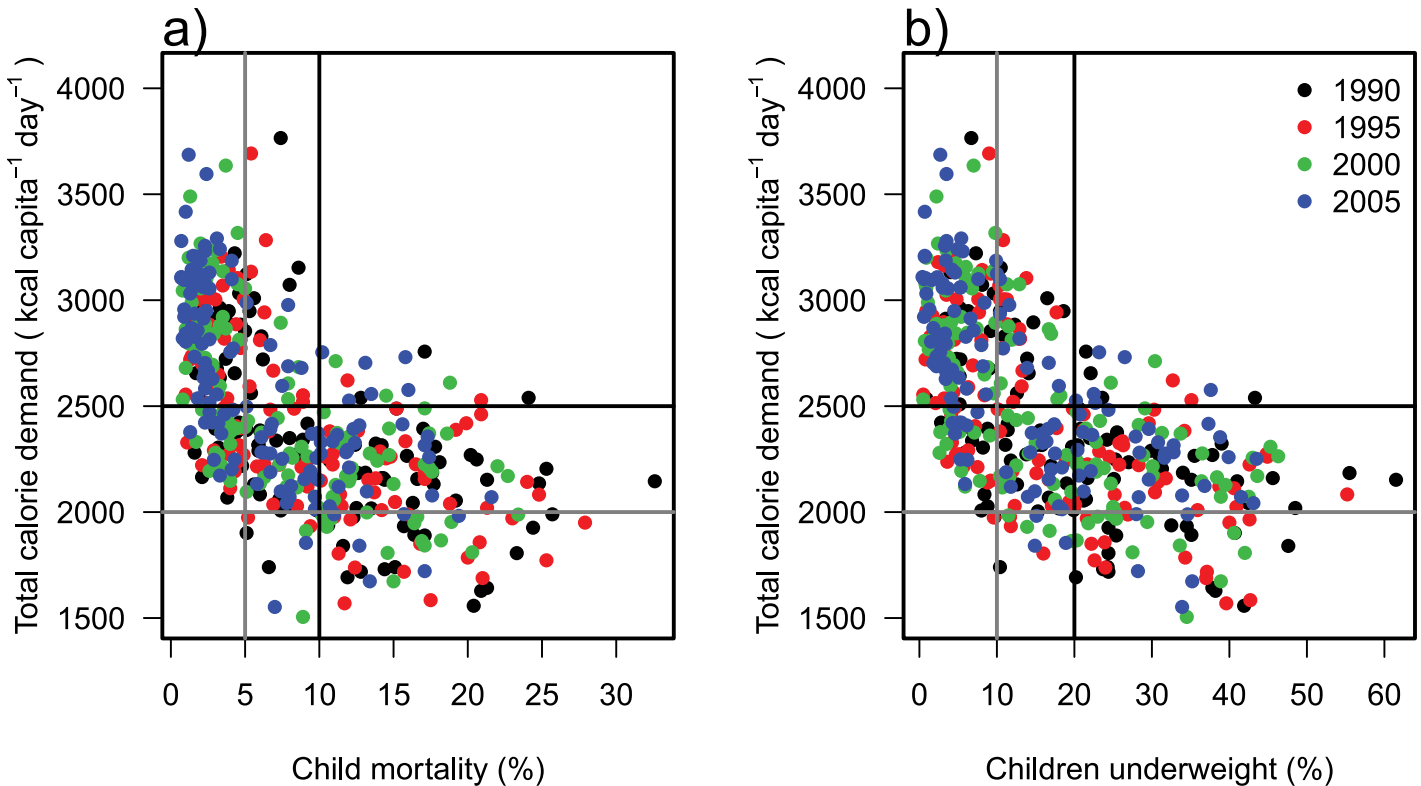 a)
Total calorie demand ( kcal capita⁻¹ day⁻¹ )
4000
3500
3000
2500
2000
1500
0 5 10 15 20 25 30
Child mortality (%)
b)
Total calorie demand ( kcal capita⁻¹ day⁻¹ )
4000
3500
3000
2500
2000
1500
0 10 20 30 40 50 60
Children underweight (%)
1990
1995
2000
2005